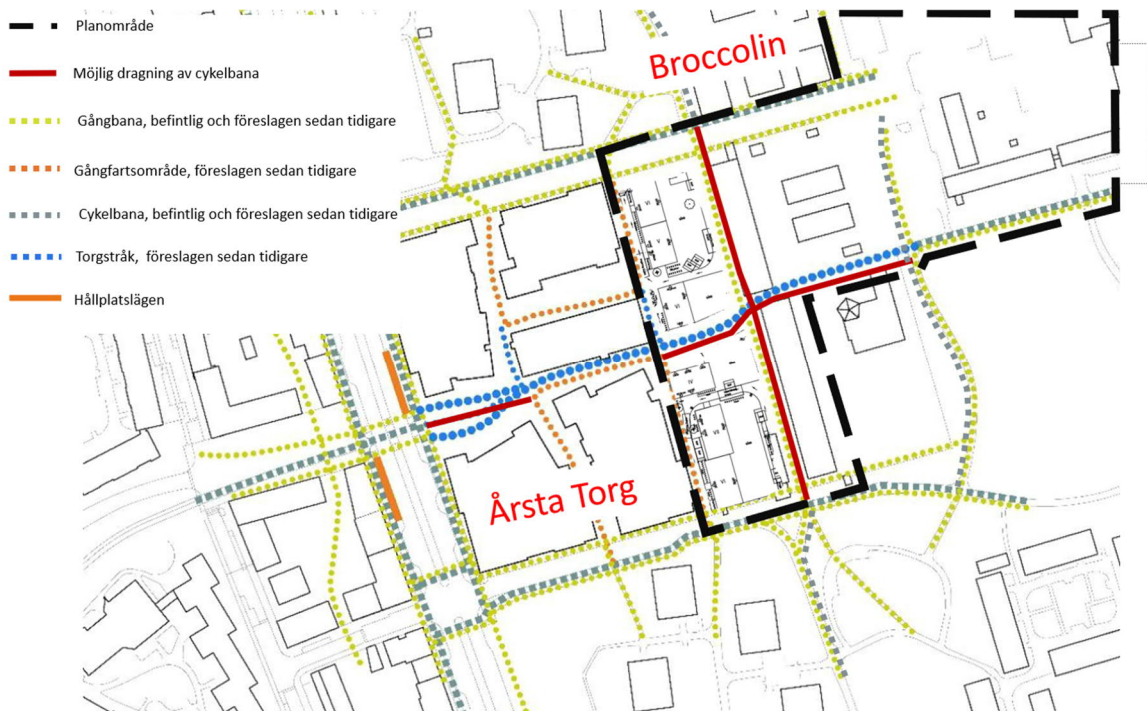 Planområde
Möjlig dragning av cykelbana
Gångbana, befintlig och föreslagen sedan tidigare
Gångfartsområde, föreslagen sedan tidigare
Cykelbana, befintlig och föreslagen sedan tidigare
Torgstråk, föreslagen sedan tidigare
Hållplatslägen
Broccolin
Årsta Torg